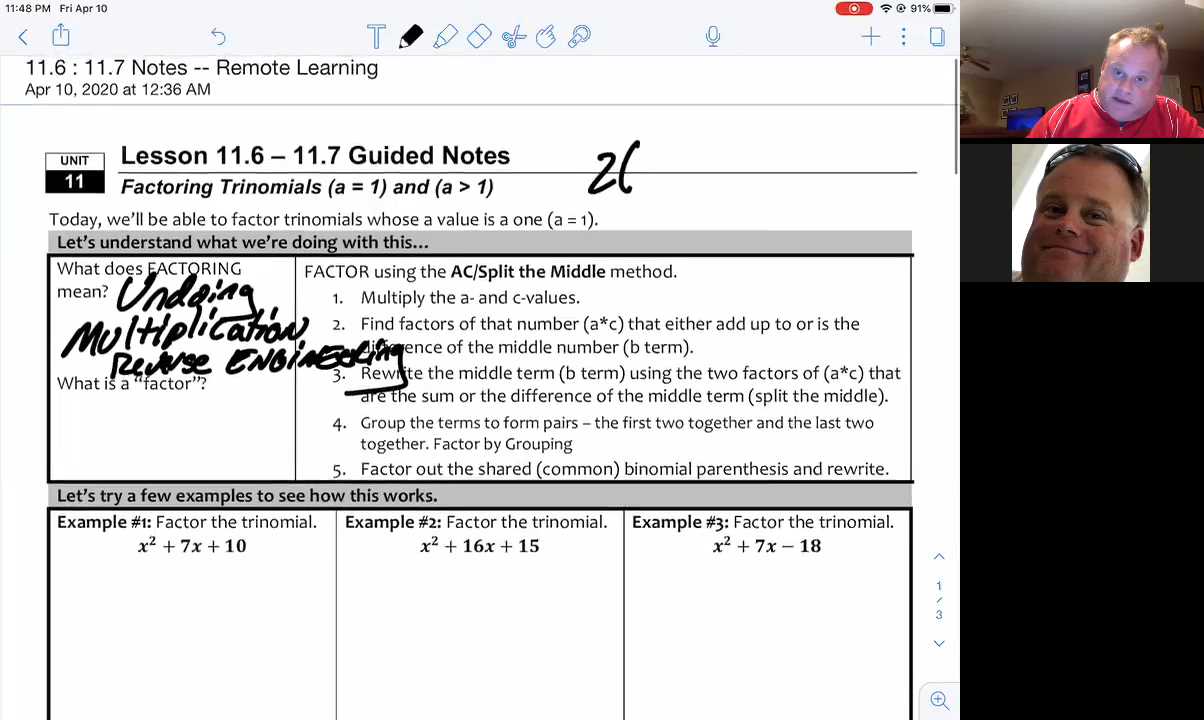 11:48 PM Fri Apr 10
91%
11.6 : 11.7 Notes -- Remote Learning
Apr 10, 2020 at 12:36 AM
UNIT
11
Lesson 11.6 – 11.7 Guided Notes
Factoring Trinomials (a = 1) and (a > 1)
2(
Today, we'll be able to factor trinomials whose a value is a one (a = 1).
Let's understand what we're doing with this...
What does FACTORING
mean? Undoing
Multiplication
Reverse ENGINEERing
What is a "factor"?
FACTOR using the AC/Split the Middle method.
1. Multiply the a- and c-values.
2. Find factors of that number (a*c) that either add up to or is the
difference of the middle number (b term).
3. Rewrite the middle term (b term) using the two factors of (a*c) that
are the sum or the difference of the middle term (split the middle).
4. Group the terms to form pairs – the first two together and the last two
together. Factor by Grouping
5. Factor out the shared (common) binomial parenthesis and rewrite.
Let's try a few examples to see how this works.
Example #1: Factor the trinomial.
x² + 7x + 10
Example #2: Factor the trinomial.
x² + 16x + 15
Example #3: Factor the trinomial.
x² + 7x − 18
1
/
3